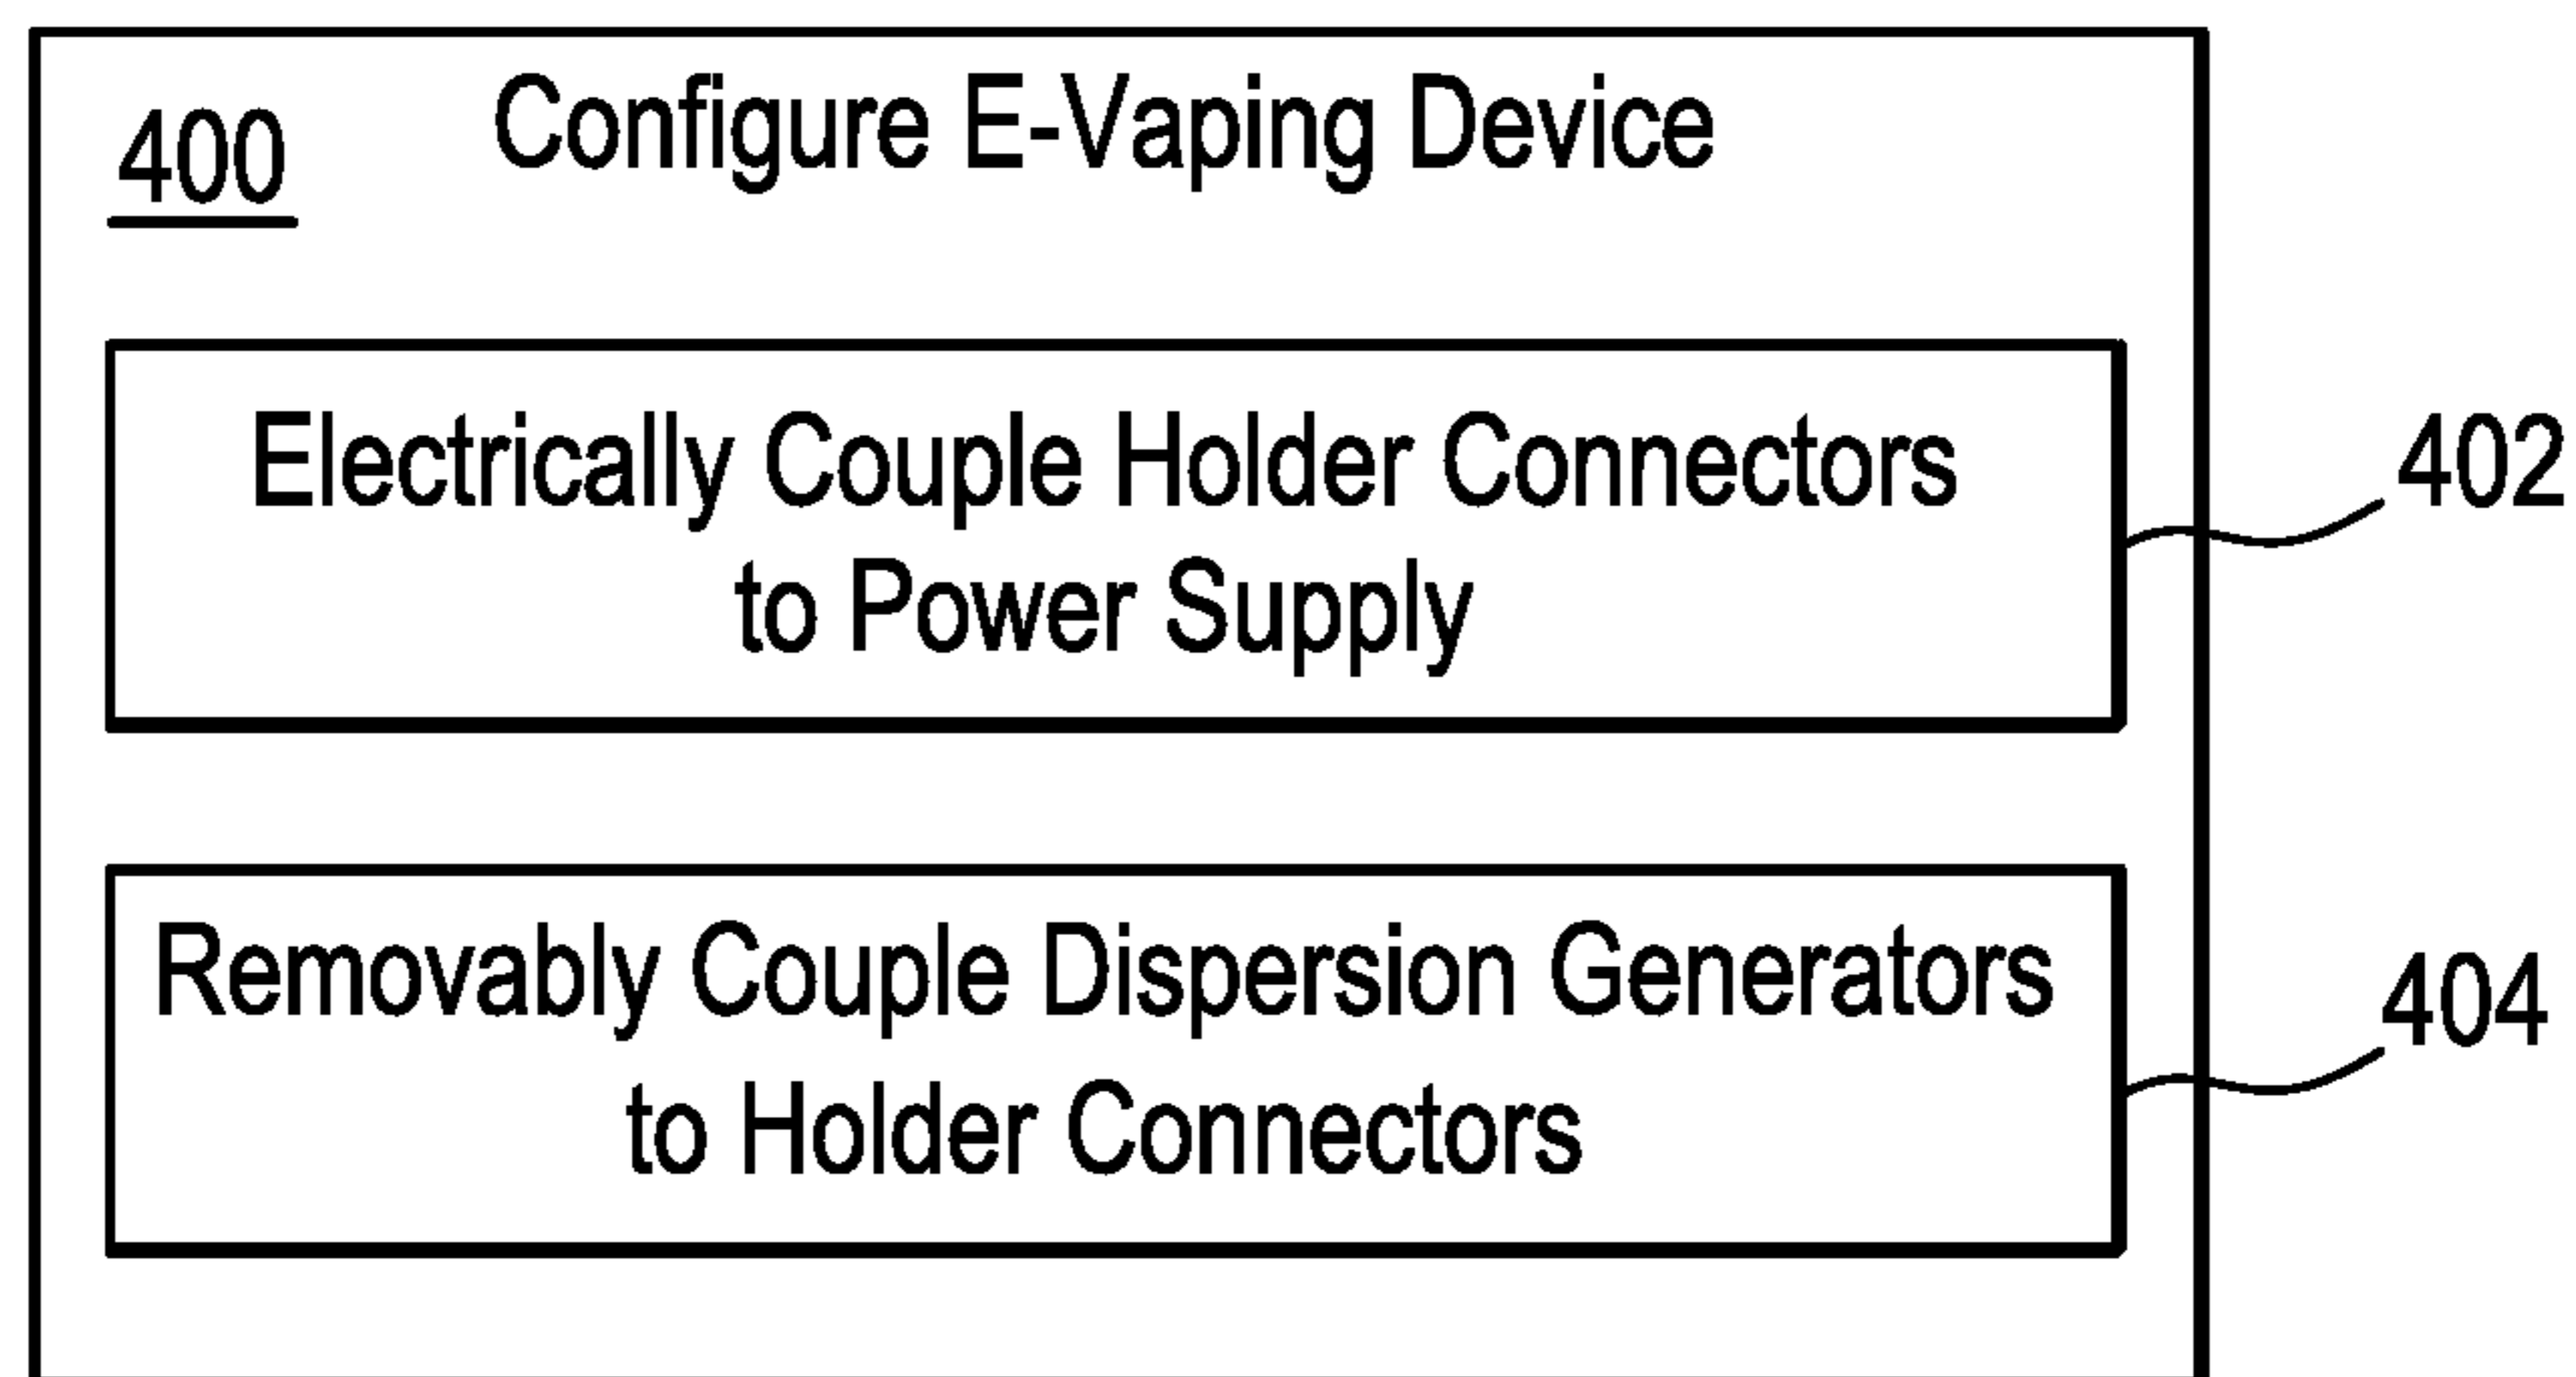 400
Configure E-Vaping Device
Electrically Couple Holder Connectors
to Power Supply
402
Removably Couple Dispersion Generators
to Holder Connectors
404